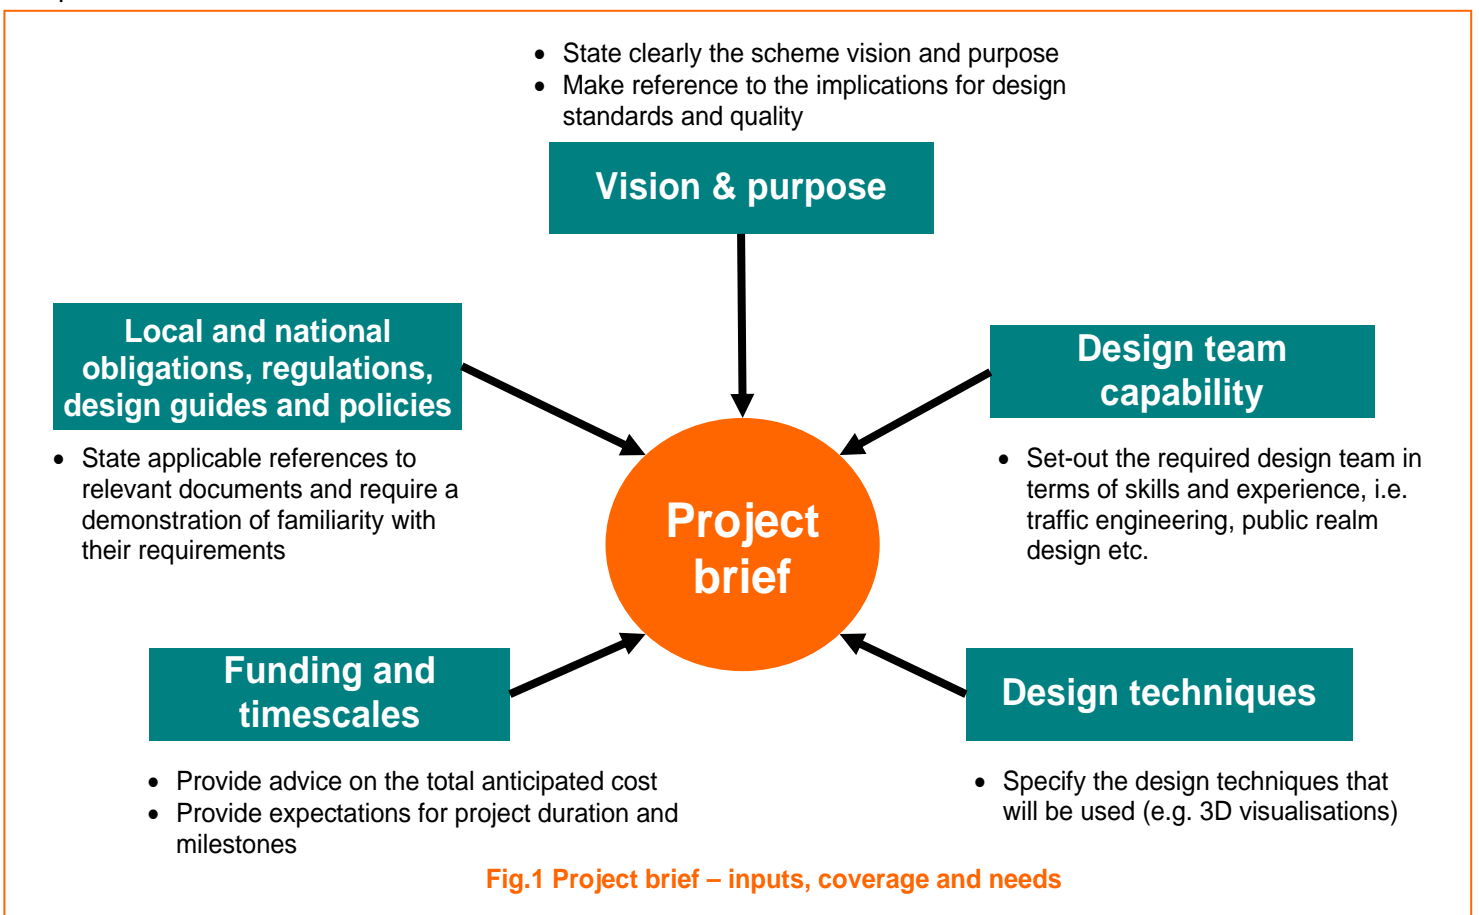 • State clearly the scheme vision and purpose
• Make reference to the implications for design
standards and quality
Vision & purpose
Local and national
obligations, regulations,
design guides and policies
• State applicable references to
relevant documents and require a
demonstration of familiarity with
their requirements
Design team
capability
• Set-out the required design team in
terms of skills and experience, i.e.
traffic engineering, public realm
design etc.
Project
brief
Funding and
timescales
• Provide advice on the total anticipated cost
• Provide expectations for project duration and
milestones
Design techniques
• Specify the design techniques that
will be used (e.g. 3D visualisations)
Fig.1 Project brief – inputs, coverage and needs